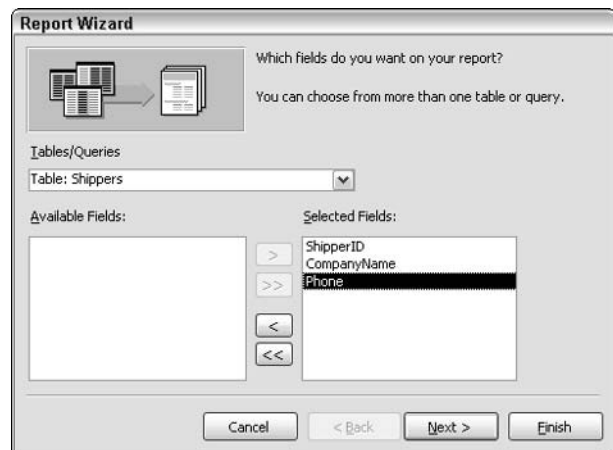 Report Wizard
Which fields do you want on your report?
You can choose from more than one table or query.
Tables/Queries
Table: Shippers
Available Fields:
Selected Fields:
ShipperID
CompanyName
Phone
>
>>
<
<<
Cancel
< Back
Next >
Finish